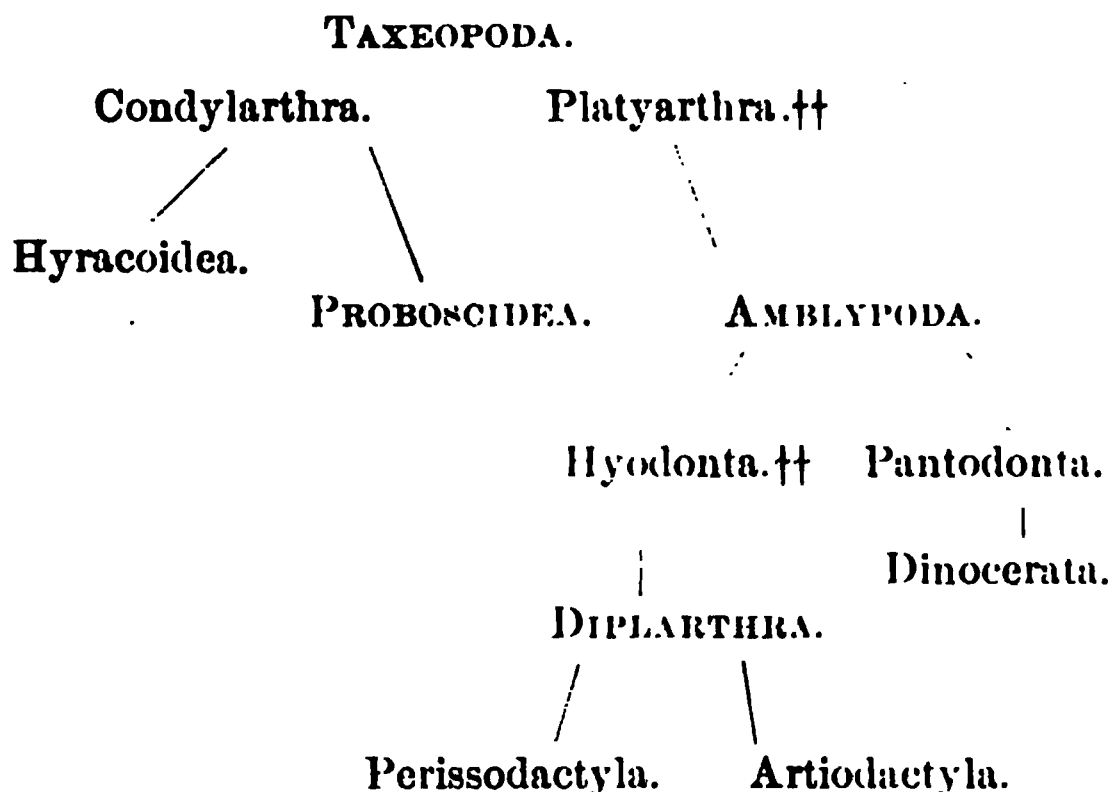 TAXEOPODA.
Condylarthra. Platyarthra.††
Hyracoidea.
PROBOSCIDEA. AMBLYPODA.
Hyodonta.†† Pantodonta.
Dinocerata.
DIPLARTHRA.
Perissodactyla. Artiodactyla.